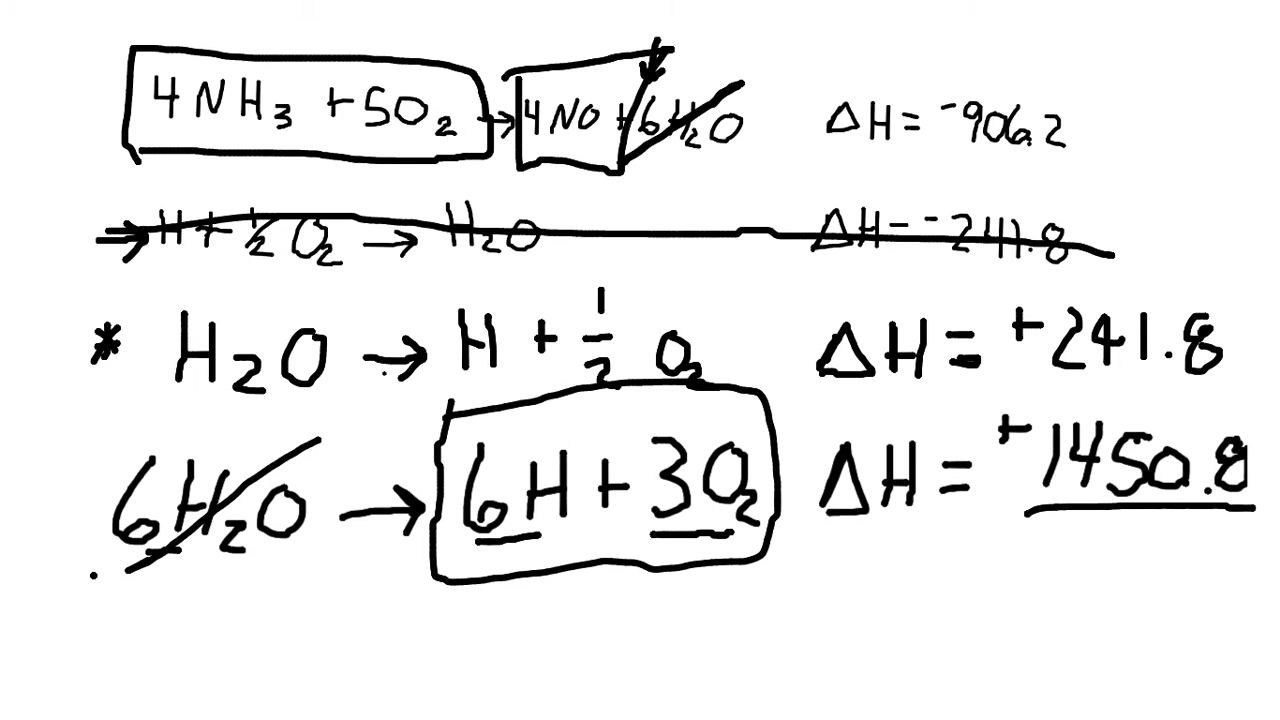 4NH₃ + 5O₂ → 4NO + 6H₂O ΔH = -906.2
⇒ H + ½ O₂ → H₂O ΔH - -241.8
* H₂O → H + ½ O₂ ΔH = +241.8
6H₂O → 6H + 3O₂ ΔH = +1450.8